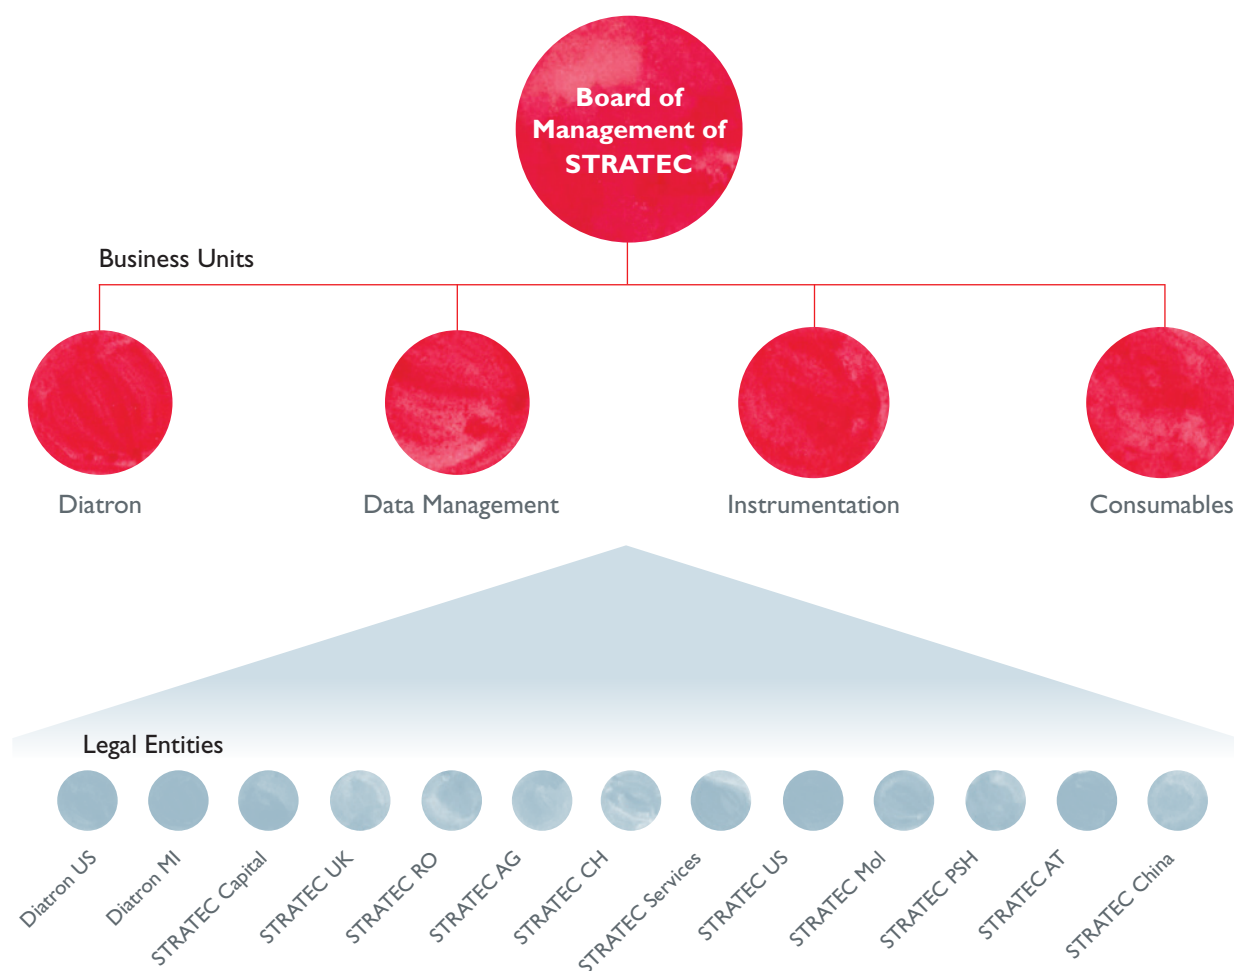 Board of
Management of
STRATEC
Business Units
Diatron
Data Management
Instrumentation
Consumables
Legal Entities
Diatron US
Diatron MI
STRATEC Capital
STRATEC UK
STRATEC RO
STRATEC AG
STRATEC CH
STRATEC Services
STRATEC US
STRATEC Mol
STRATEC PSH
STRATEC AT
STRATEC China